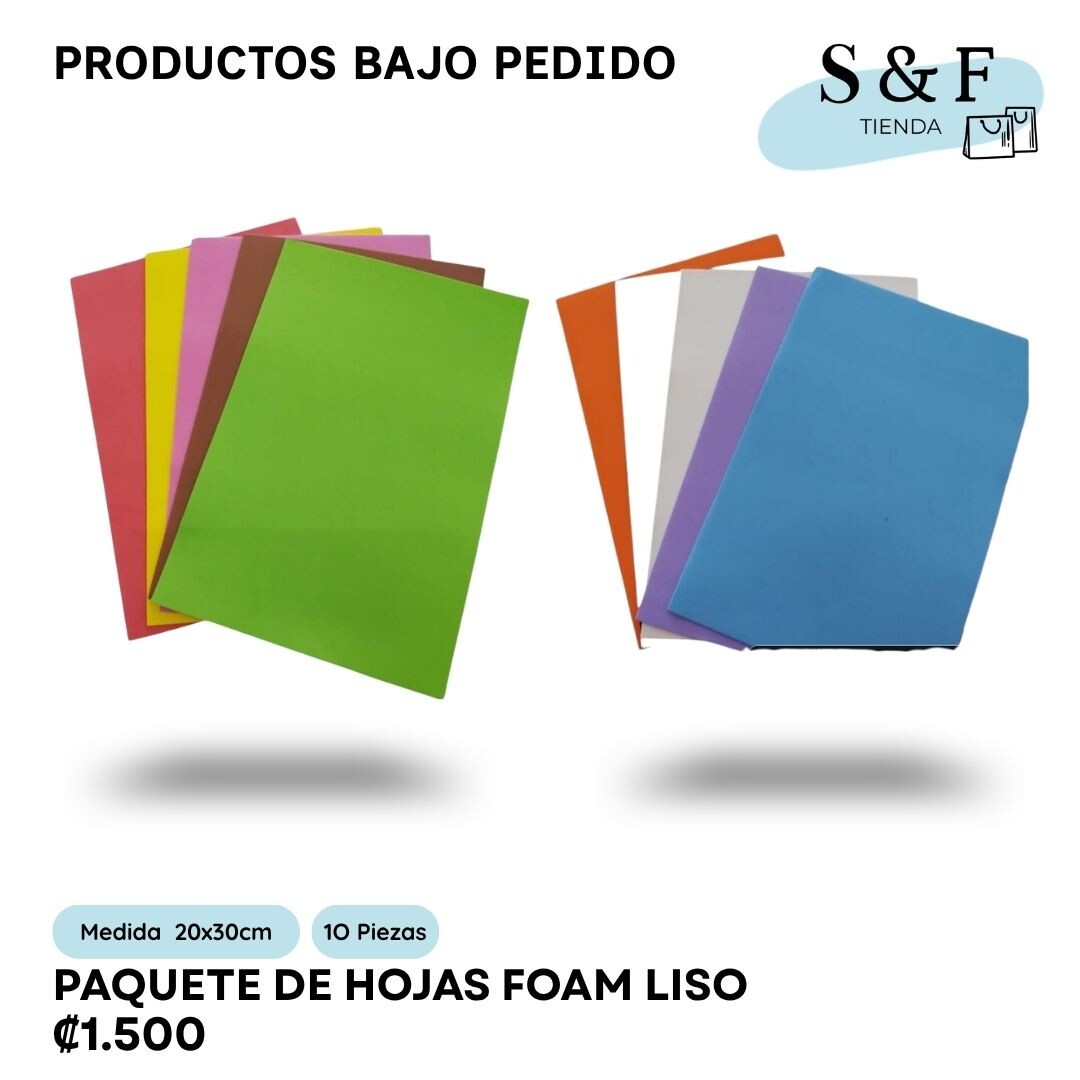 PRODUCTOS BAJO PEDIDO
S & F
TIENDA
Medida 20x30cm
10 Piezas
PAQUETE DE HOJAS FOAM LISO
₡1.500